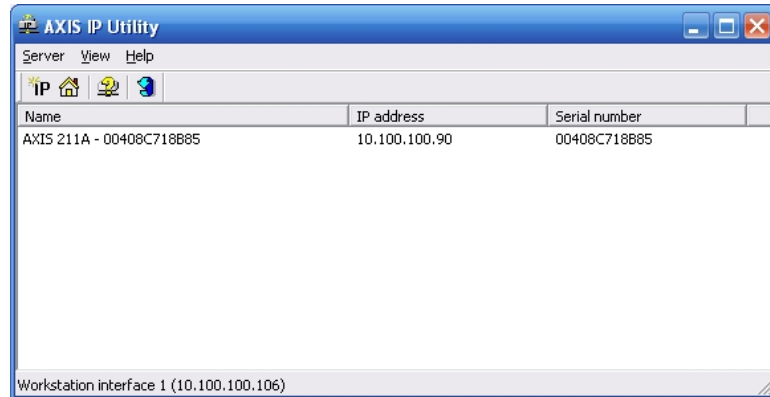 AXIS IP Utility
Server View Help
IP
Name IP address Serial number
AXIS 211A - 00408C718B85 10.100.100.90 00408C718B85
Workstation interface 1 (10.100.100.106)